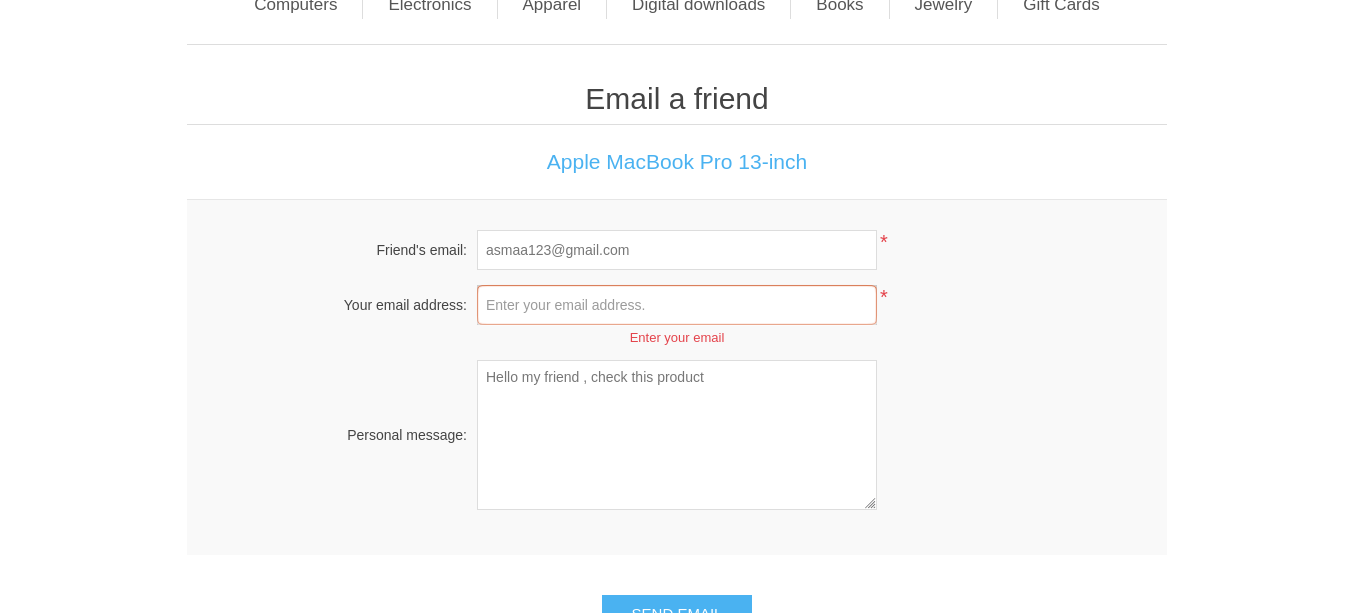 Computers Electronics Apparel Digital downloads Books Jewelry Gift Cards
Email a friend
Apple MacBook Pro 13-inch
Friend's email: asmaa123@gmail.com *
Your email address: Enter your email address. *
Enter your email
Hello my friend , check this product
Personal message:
SEND EMAIL